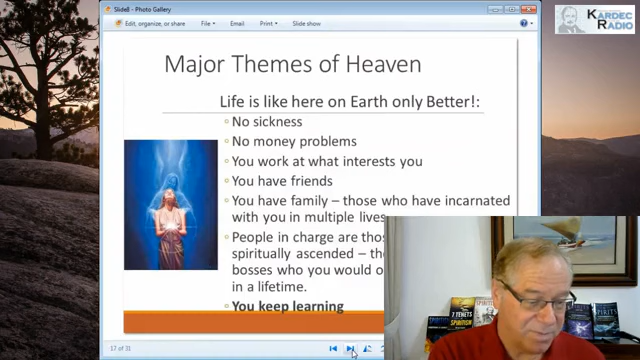 Slide8 - Photo Gallery
KARDEC
RADIO
Edit, organize, or share
File
Email
Print
Slide show
Major Themes of Heaven
Life is like here on Earth only Better!:
No sickness
No money problems
You work at what interests you
You have friends
You have family – those who have incarnated
with you in multiple lives
People in charge are
spiritually ascended –
bosses who you would
in a lifetime.
You keep learning
7 TENETS
SPIRITISM
SPIRITS
17 of 31